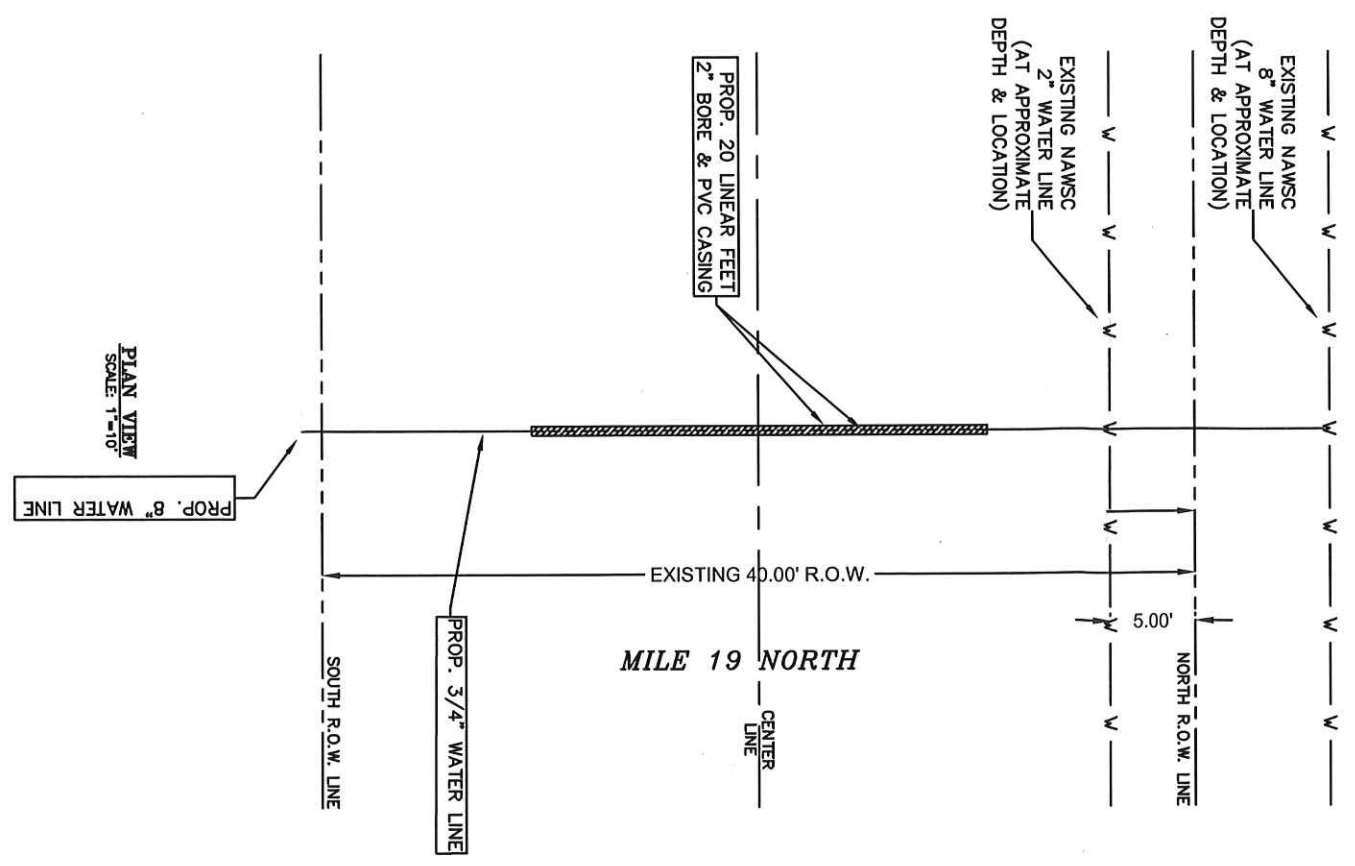 EXISTING NAWSC
8" WATER LINE
(AT APPROXIMATE
DEPTH & LOCATION)
EXISTING NAWSC
2" WATER LINE
(AT APPROXIMATE
DEPTH & LOCATION)
PROP. 20 LINEAR FEET
2" BORE & PVC CASING
W
W
W
W
W
W
W
W
W
W
W
W
W
W
PLAN VIEW
SCALE: 1"=10'
PROP. 8" WATER LINE
EXISTING 40.00' R.O.W.
5.00'
MILE 19 NORTH
NORTH R.O.W. LINE
CENTER
LINE
PROP. 3/4" WATER LINE
SOUTH R.O.W. LINE